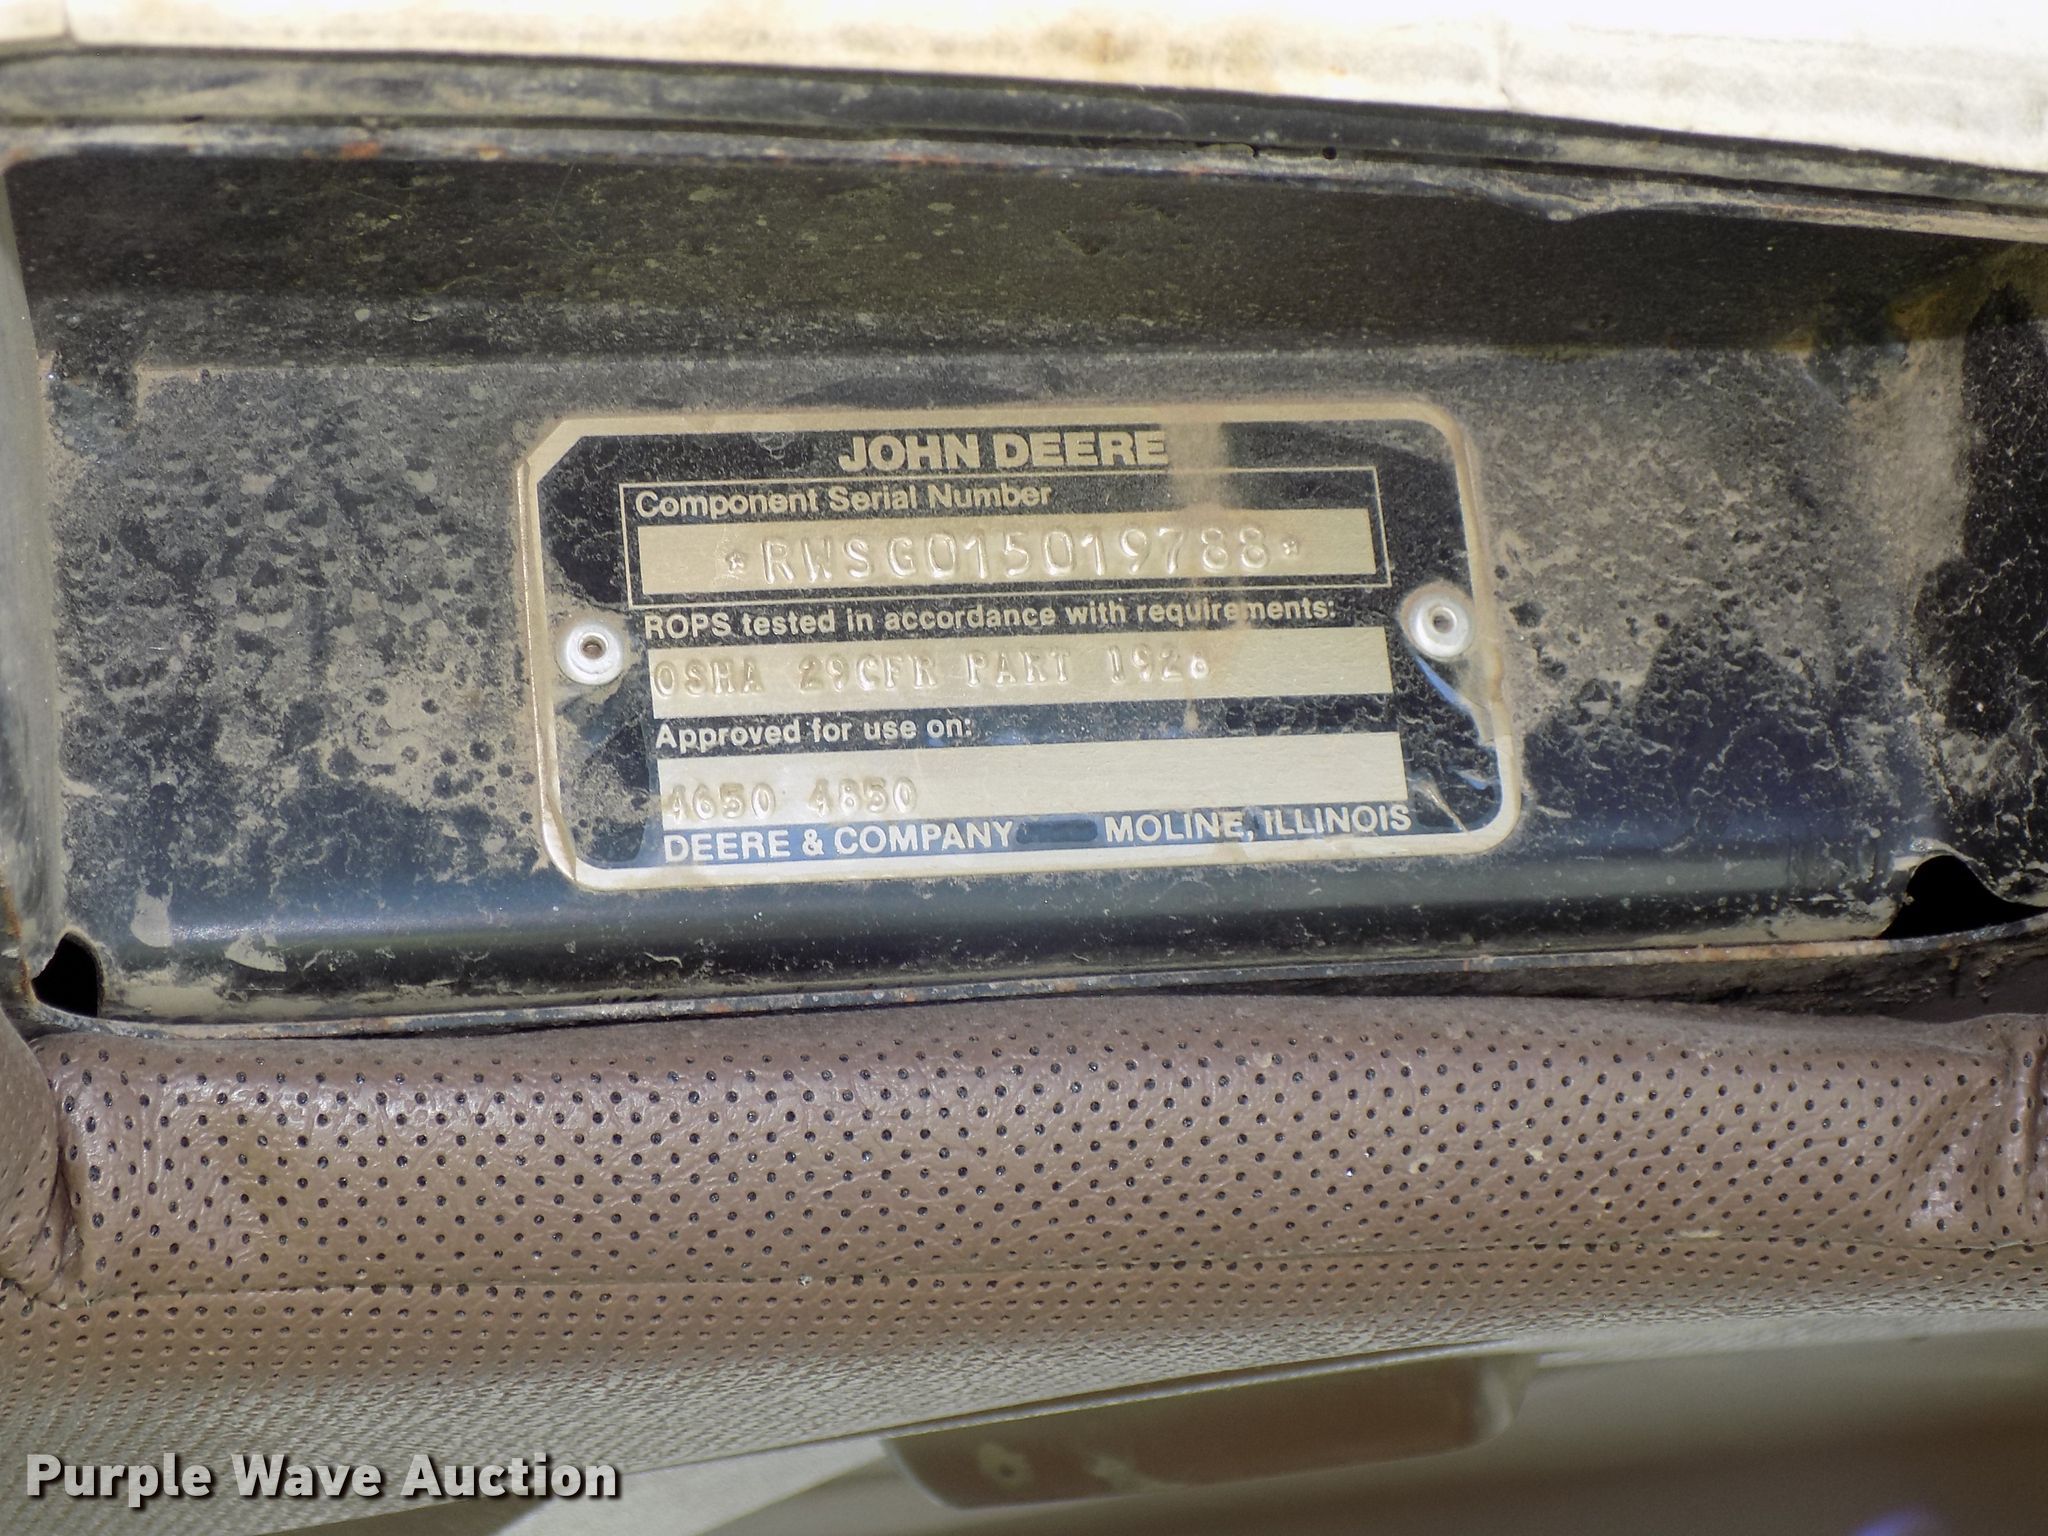 JOHN DEERE
Component Serial Number
*RWSG015019788*
ROPS tested in accordance with requirements:
OSHA 29CFR PART 1928
Approved for use on:
4650 4850
DEERE & COMPANY MOLINE, ILLINOIS
Purple Wave Auction